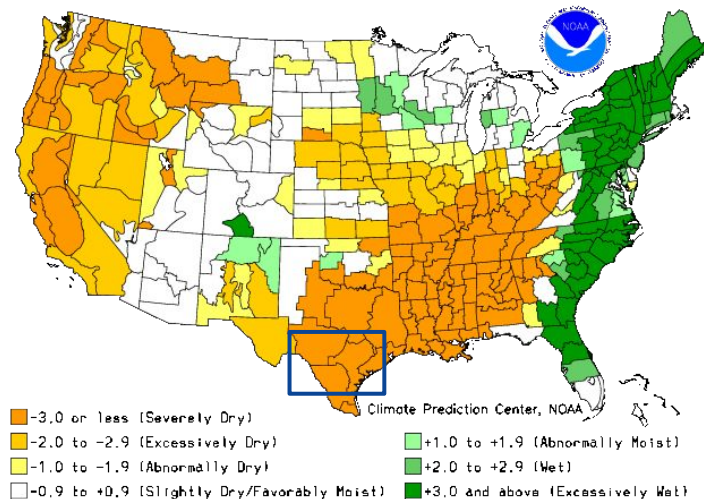 NOAA
Climate Prediction Center, NOAA
-3.0 or less (Severely Dry)
-2.0 to -2.9 (Excessively Dry)
-1.0 to -1.9 (Abnormally Dry)
-0.9 to +0.9 (Slightly Dry/Favorably Moist)
+1.0 to +1.9 (Abnormally Moist)
+2.0 to +2.9 (Wet)
+3.0 and above (Excessively Wet)